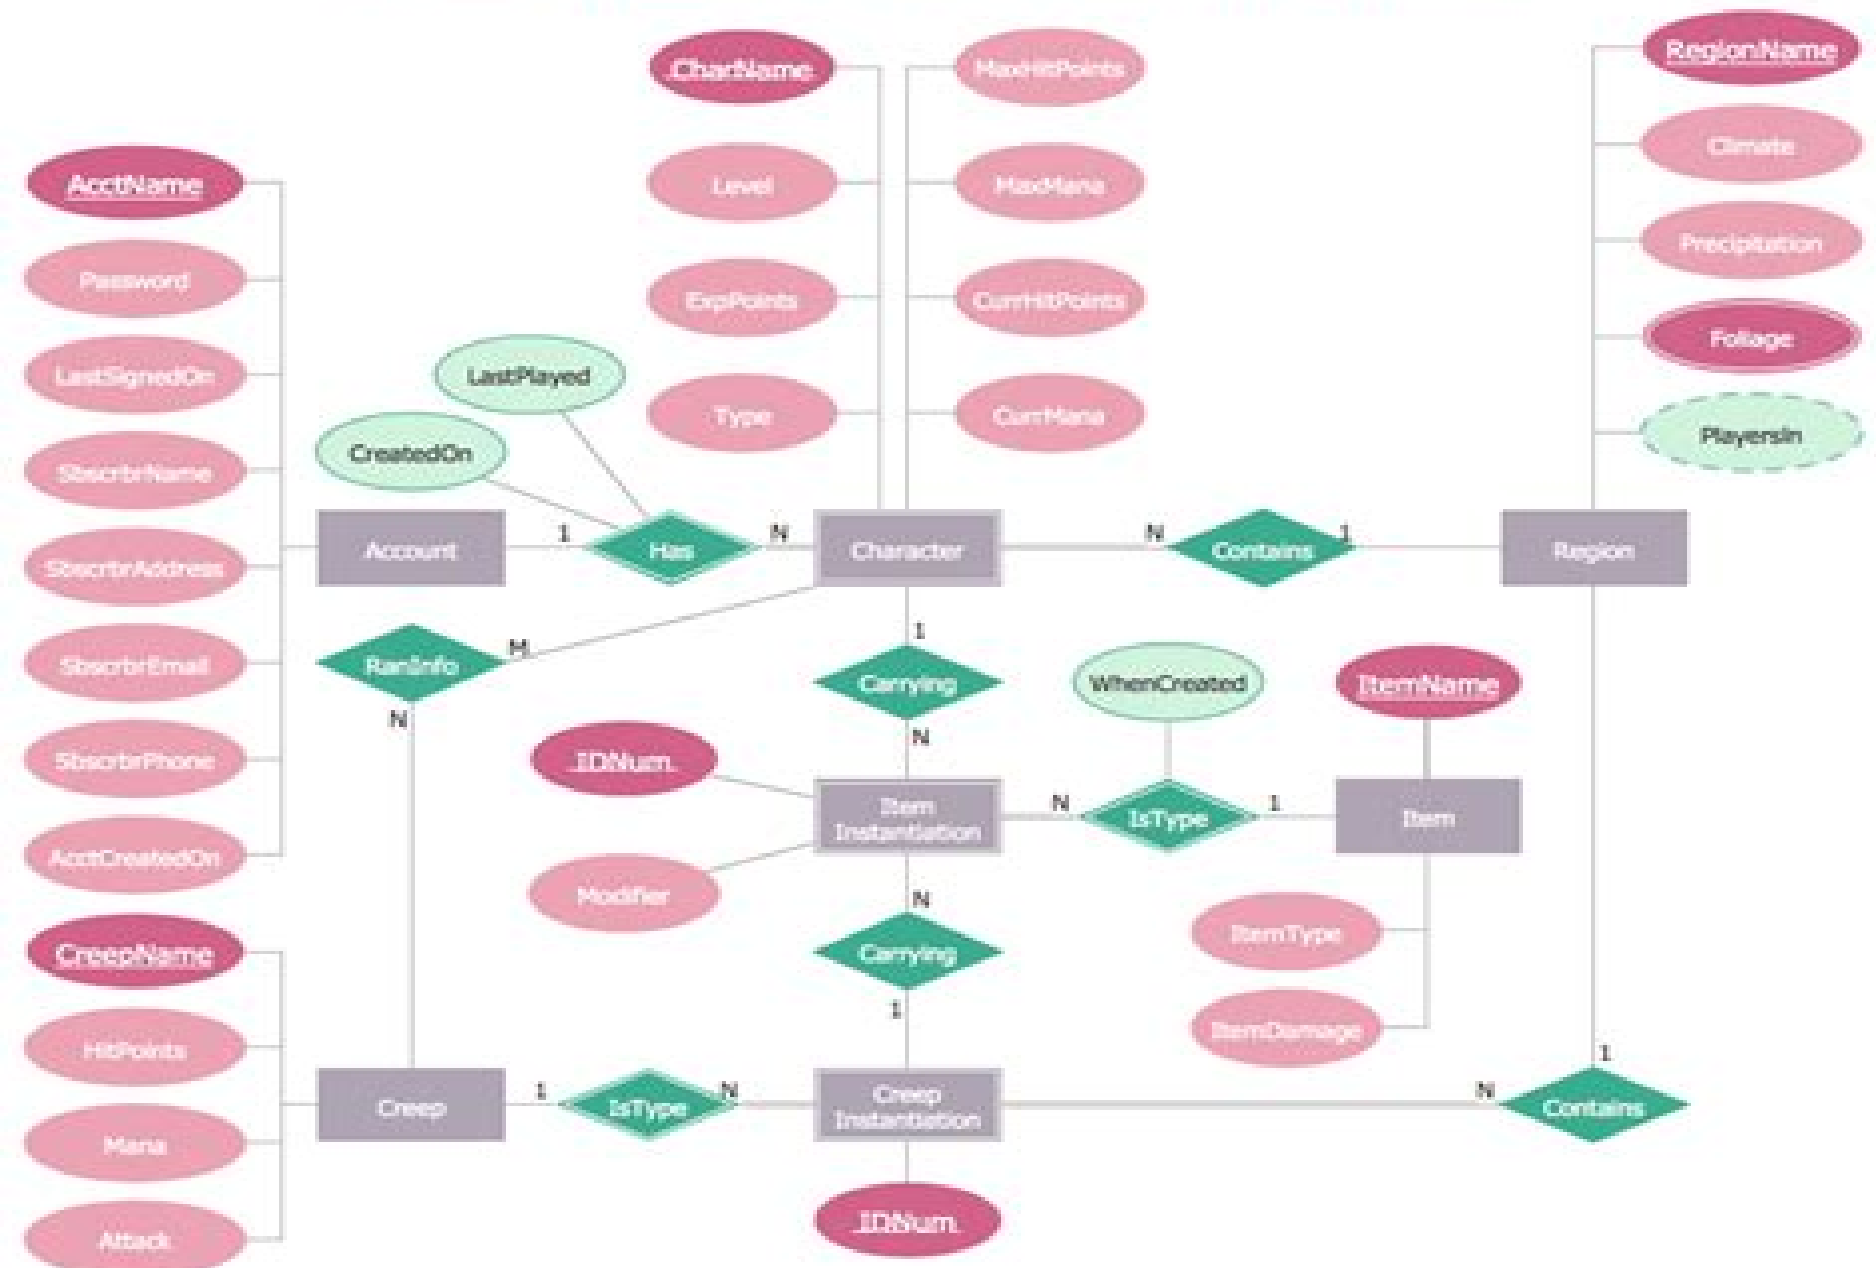 CharName
MaxHitPoints
RegionName
Climate
AcctName
Level
MaxMana
Precipitation
Password
ExpPoints
CurrHitPoints
Foliage
LastSignedOn
LastPlayed
Type
CurrMana
PlayersIn
CreatedOn
SbscrbrName
Account
1
Has
N
Character
N
Contains
1
Region
SbscrbrAddress
RanInfo
M
1
SbscrbrEmail
Carrying
WhenCreated
ItemName
N
N
SbscrbrPhone
IDNum
Item
Instantiation
N
IsType
1
Item
AcctCreatedOn
Modifier
N
ItemType
CreepName
Carrying
1
ItemDamage
HitPoints
1
Creep
1
IsType
N
Creep
Instantiation
N
Contains
Mana
IDNum
Attack